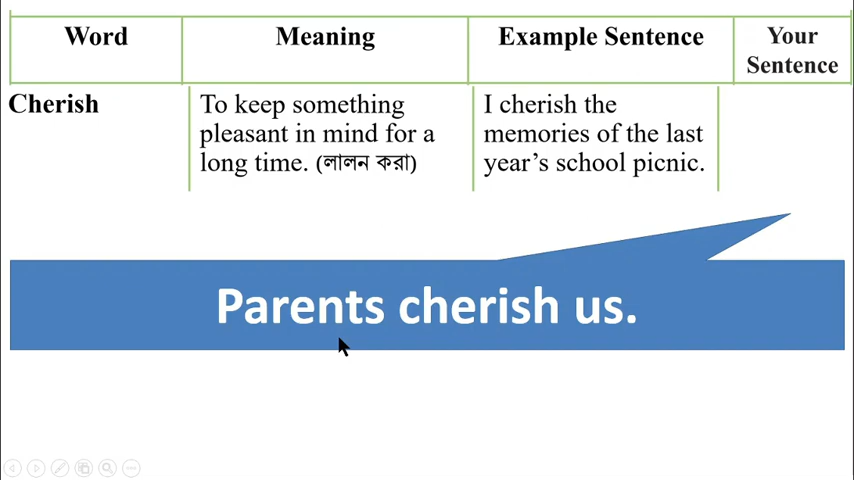 Word Meaning Example Sentence Your
Sentence
Cherish To keep something I cherish the
pleasant in mind for a memories of the last
long time. (লালন করা) year’s school picnic.
Parents cherish us.